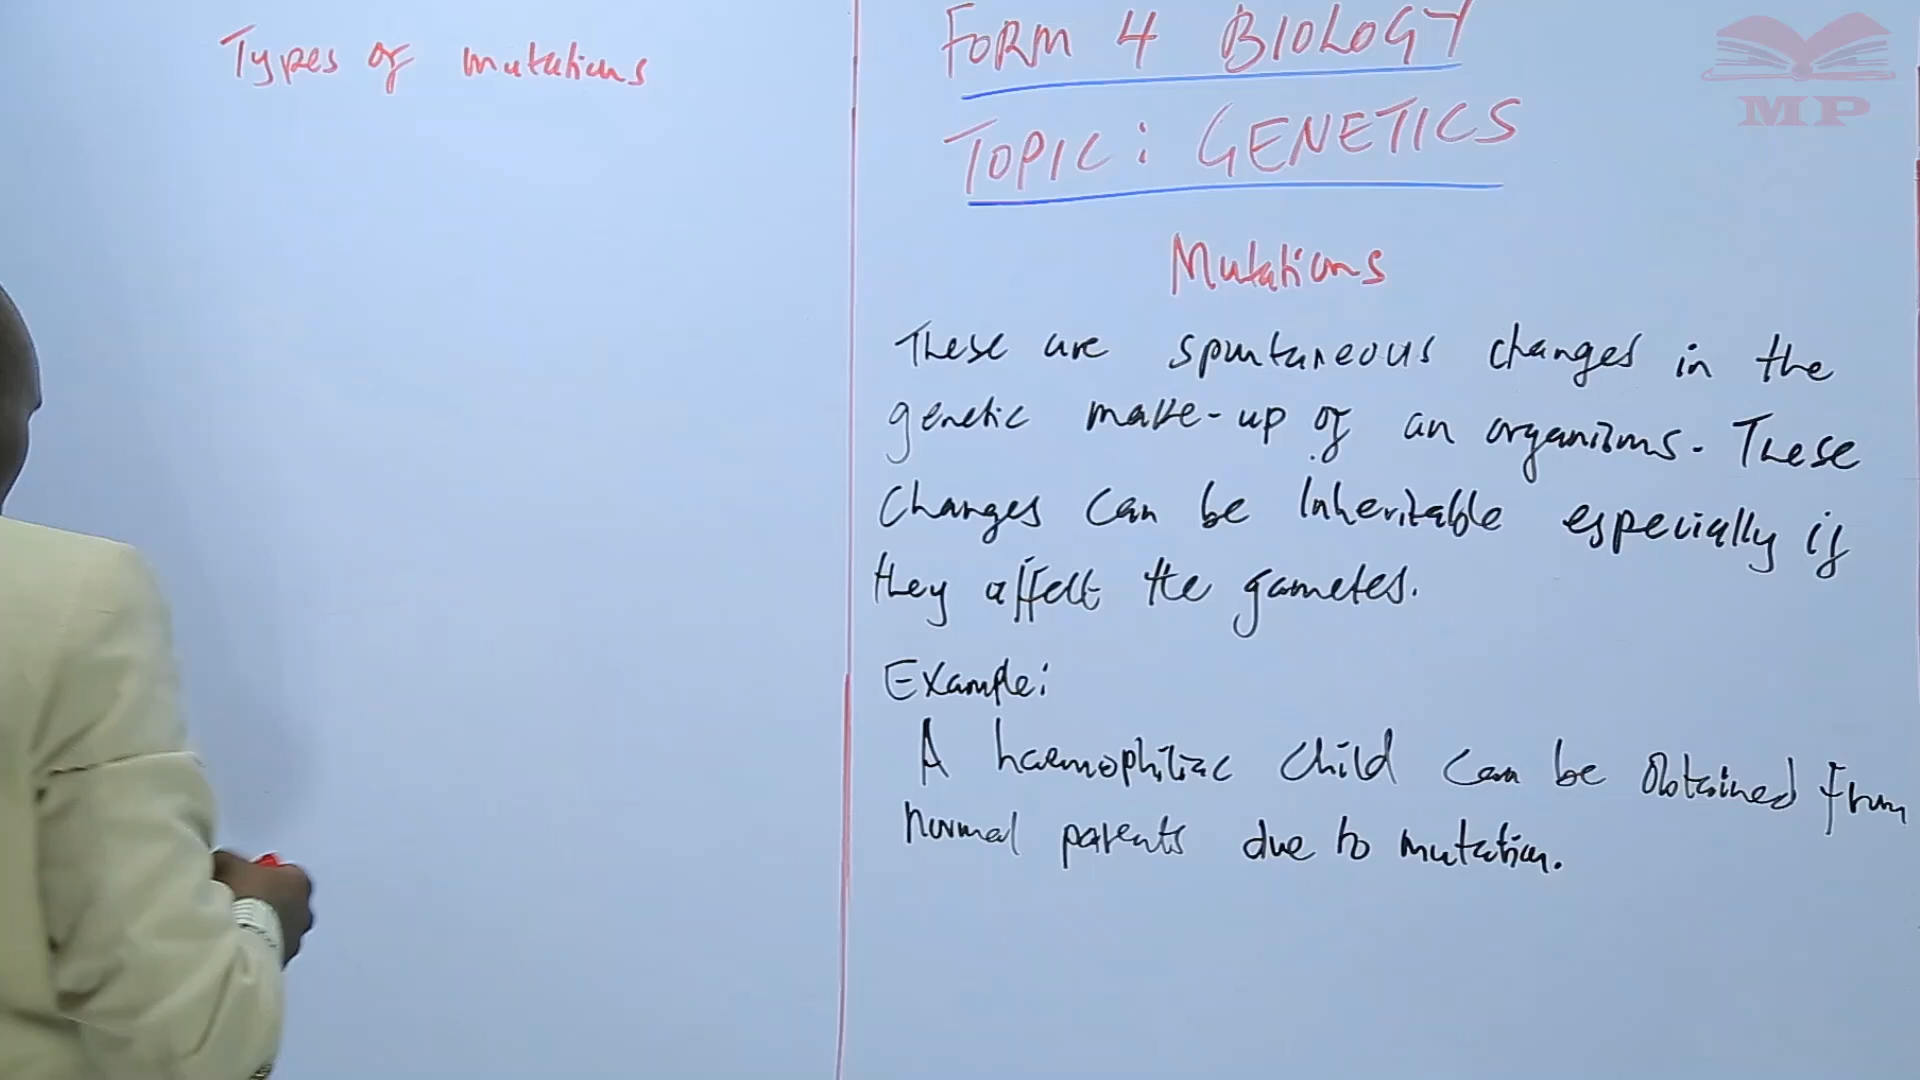 Types of mutations
FORM 4 BIOLOGY
TOPIC: GENETICS
Mutations
These are spontaneous changes in the
genetic make-up of an organisms. These
changes can be inheritable especially if
they affect the gametes.
Example:
A haemophiliac child can be obtained from
normal parents due to mutation.
MP